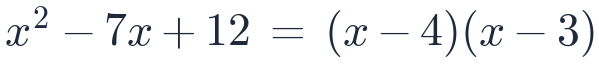 x² − 7x + 12 = (x − 4)(x − 3)